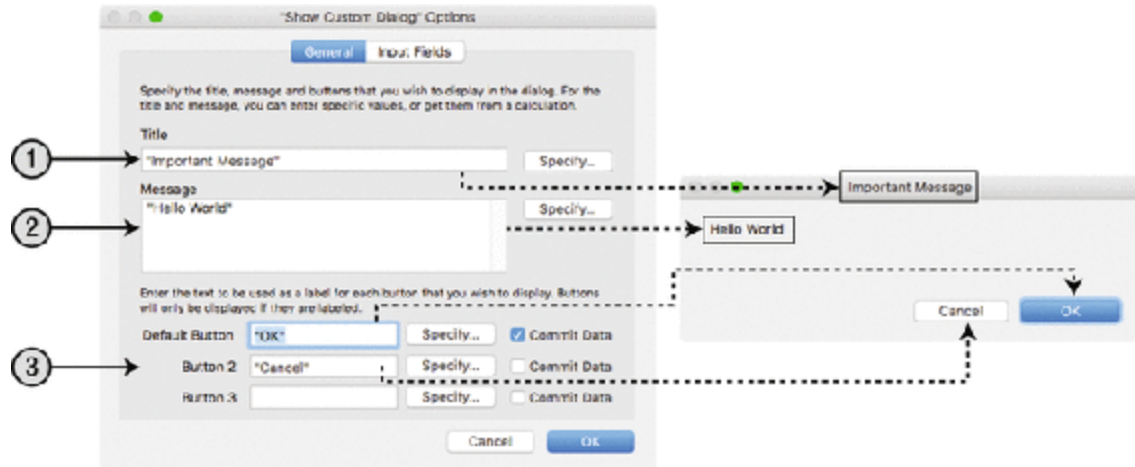 "Show Custom Dialog" Options
General Input Fields
Specify the title, message and buttons that you wish to display in the dialog. For the
title and message, you can enter specific values, or get them from a calculation.
Title
1
"Important Message" Specify...
Message
2
"Hello World" Specify...
Enter the text to be used as a label for each button that you wish to display. Buttons
will only be displayed if they are labeled.
Default Button "OK" Specify... Commit Data
3
Button 2 "Cancel" Specify... Commit Data
Button 3 Specify... Commit Data
Cancel OK
Important Message
Hello World
Cancel OK